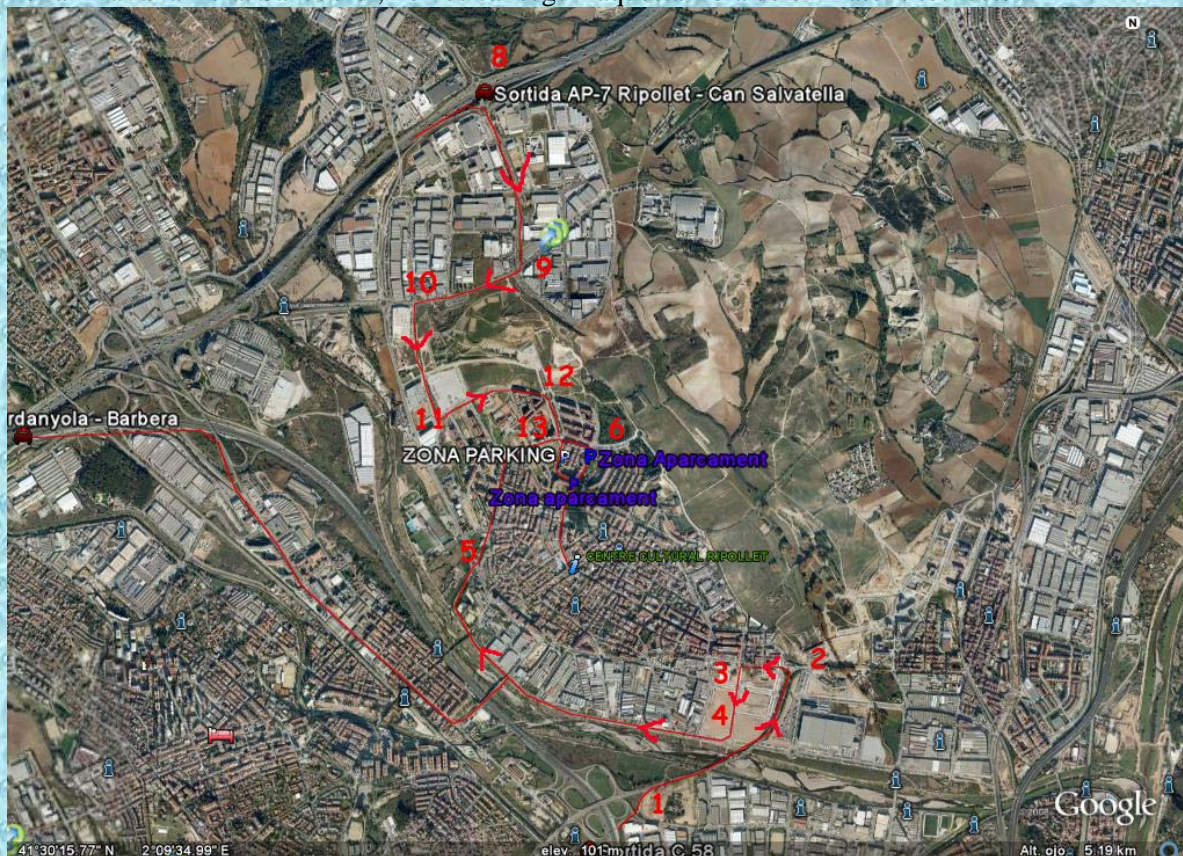 N
8
Sortida AP-7 Ripollet - Can Salvatella
9
10
12
11
rdanyola - Barbera
13
6
ZONA PARKING P
P Zona Aparcament
P
Zona aparcament
5
CENTRE CULTURAL RIPOLLET
2
3
4
1
Google
41°30'15.77" N 2°09'34.99" E
elev. 101 m
Sortida C-58
Alt. ojo 5.19 km